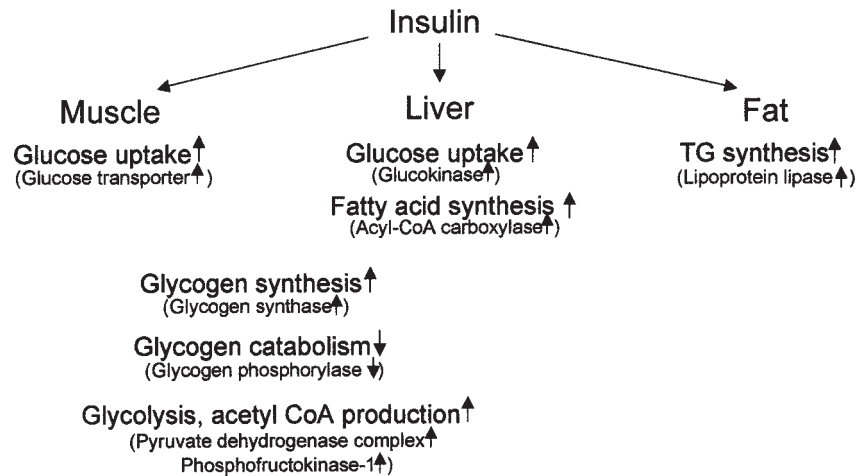 Insulin
Muscle
Glucose uptake↑
(Glucose transporter↑)
Liver
Glucose uptake↑
(Glucokinase↑)
Fatty acid synthesis ↑
(Acyl-CoA carboxylase↑)
Fat
TG synthesis↑
(Lipoprotein lipase↑)
Glycogen synthesis↑
(Glycogen synthase↑)
Glycogen catabolism↓
(Glycogen phosphorylase↓)
Glycolysis, acetyl CoA production↑
(Pyruvate dehydrogenase complex↑
Phosphofructokinase-1↑)